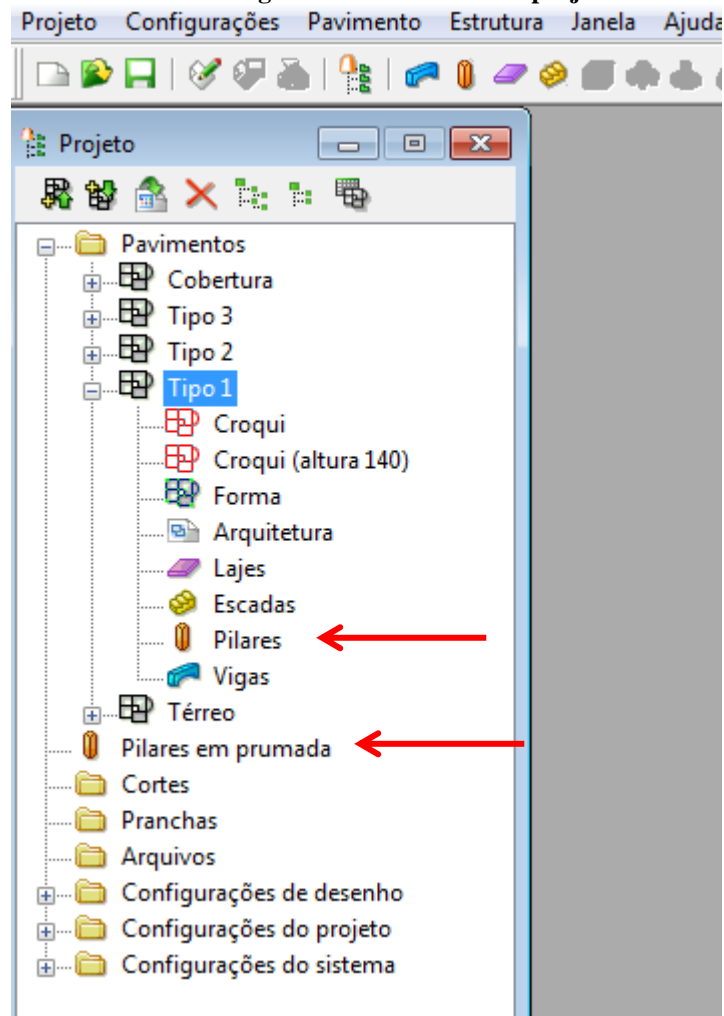 Projeto Configurações Pavimento Estrutura Janela Ajuda
Projeto
Pavimentos
Cobertura
Tipo 3
Tipo 2
Tipo 1
Croqui
Croqui (altura 140)
Forma
Arquitetura
Lajes
Escadas
Pilares
Vigas
Térreo
Pilares em prumada
Cortes
Pranchas
Arquivos
Configurações de desenho
Configurações do projeto
Configurações do sistema